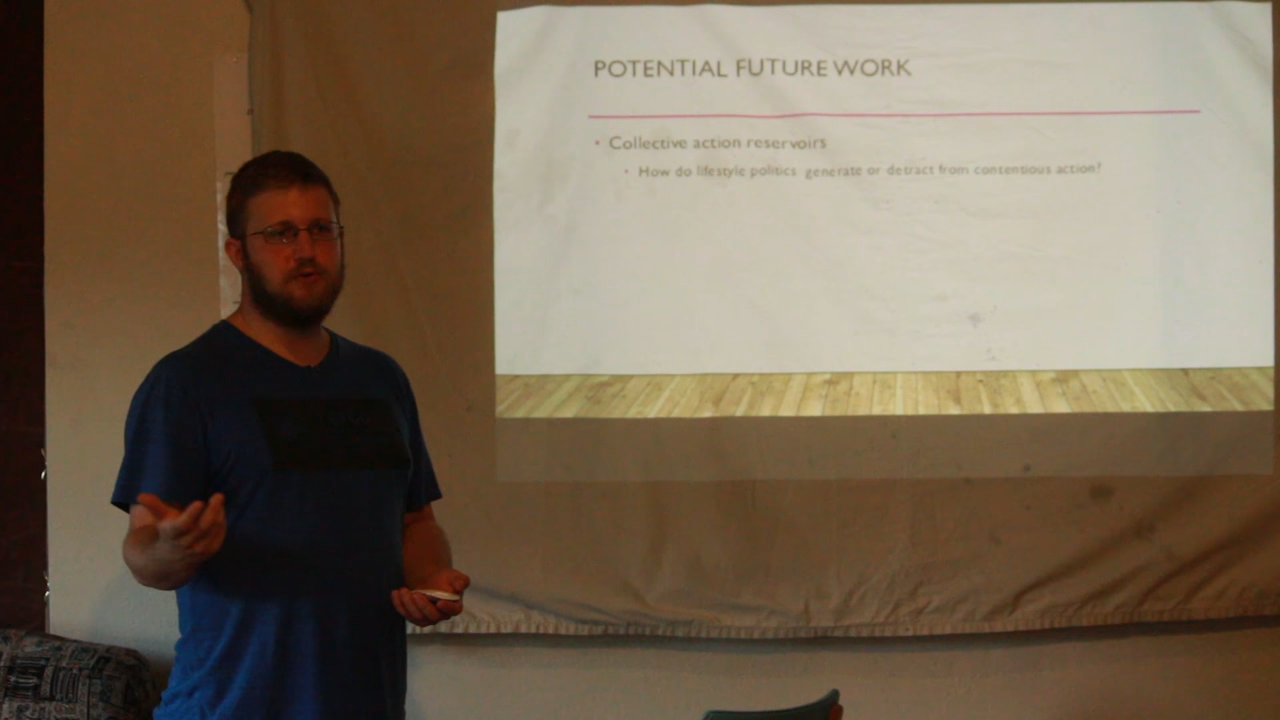 POTENTIAL FUTURE WORK
• Collective action reservoirs
• How do lifestyle politics generate or detract from contentious action?